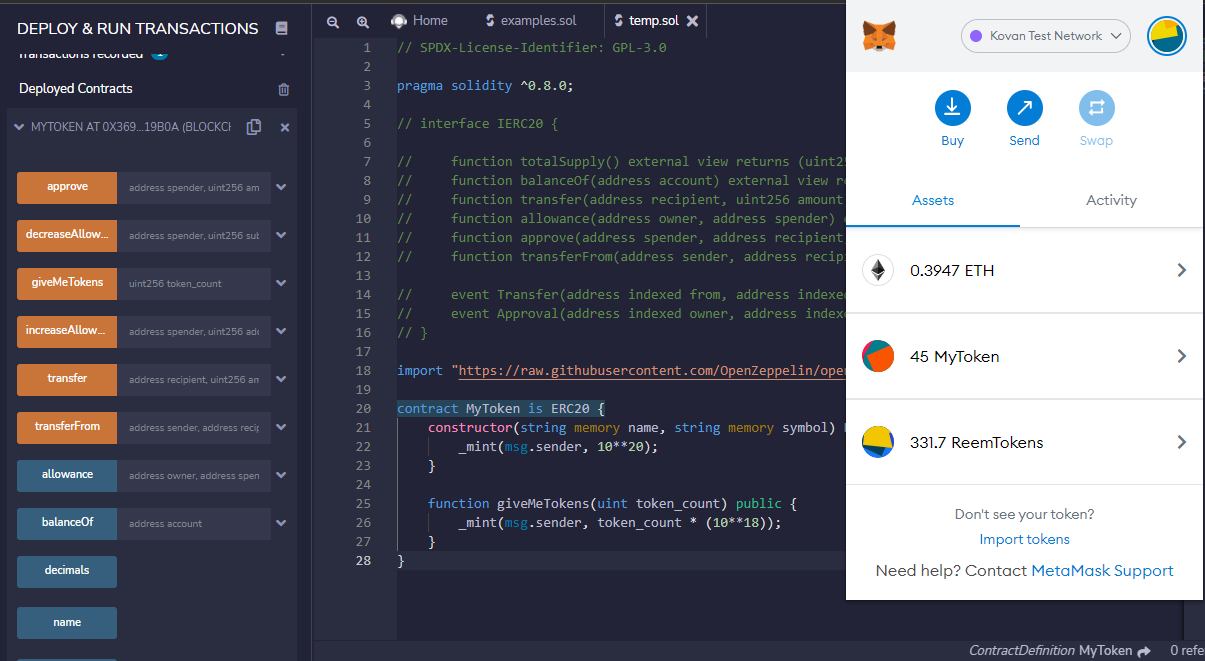 DEPLOY & RUN TRANSACTIONS
Transactions recorded
Deployed Contracts
MYTOKEN AT 0X369...19B0A (BLOCKCH
approve address spender, uint256 am
decreaseAllow... address spender, uint256 sub
giveMeTokens uint256 token_count
increaseAllow... address spender, uint256 add
transfer address recipient, uint256 am
transferFrom address sender, address recip
allowance address owner, address spen
balanceOf address account
decimals
name
Home examples.sol temp.sol
1 // SPDX-License-Identifier: GPL-3.0
2
3 pragma solidity ^0.8.0;
4
5 // interface IERC20 {
6
7 //     function totalSupply() external view returns (uint25
8 //     function balanceOf(address account) external view re
9 //     function transfer(address recipient, uint256 amount
10 //     function allowance(address owner, address spender) e
11 //     function approve(address spender, address recipient
12 //     function transferFrom(address sender, address recipi
13
14 //     event Transfer(address indexed from, address indexed
15 //     event Approval(address indexed owner, address indexe
16 // }
17
18 import "https://raw.githubusercontent.com/OpenZeppelin/open
19
20 contract MyToken is ERC20 {
21     constructor(string memory name, string memory symbol)
22         _mint(msg.sender, 10**20);
23     }
24
25     function giveMeTokens(uint token_count) public {
26         _mint(msg.sender, token_count * (10**18));
27     }
28 }
ContractDefinition MyToken 0 refe
Kovan Test Network
Buy Send Swap
Assets Activity
0.3947 ETH
45 MyToken
331.7 ReemTokens
Don't see your token?
Import tokens
Need help? Contact MetaMask Support